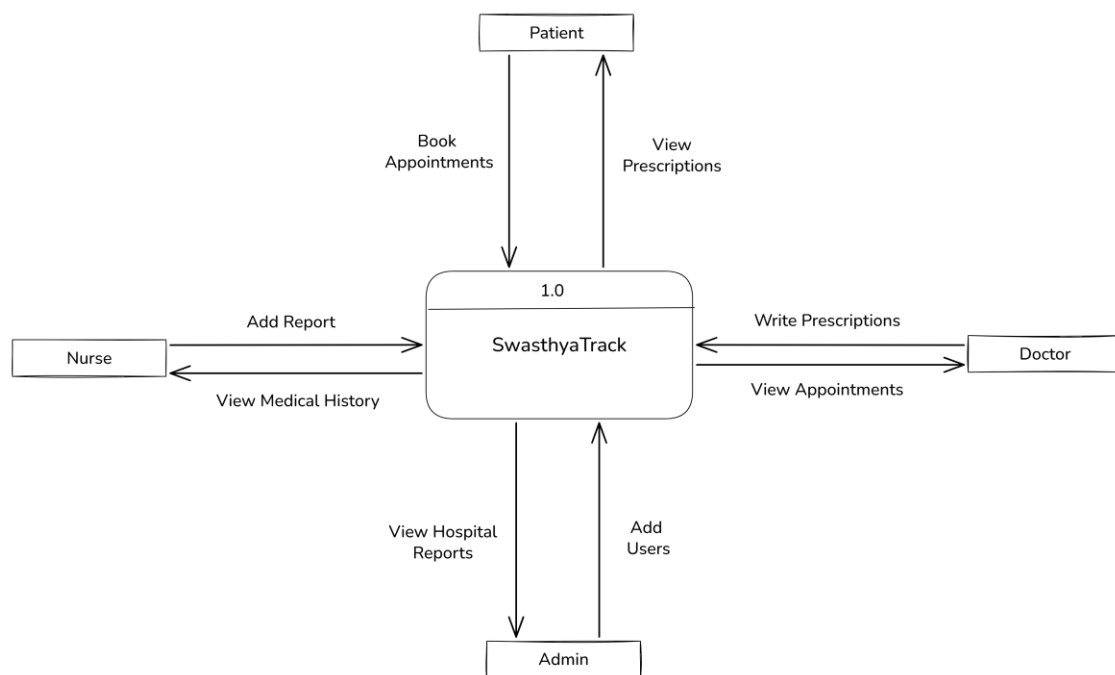 Patient
Book
Appointments
View
Prescriptions
1.0
SwasthyaTrack
Add Report
Nurse
View Medical History
Write Prescriptions
Doctor
View Appointments
View Hospital
Reports
Add
Users
Admin